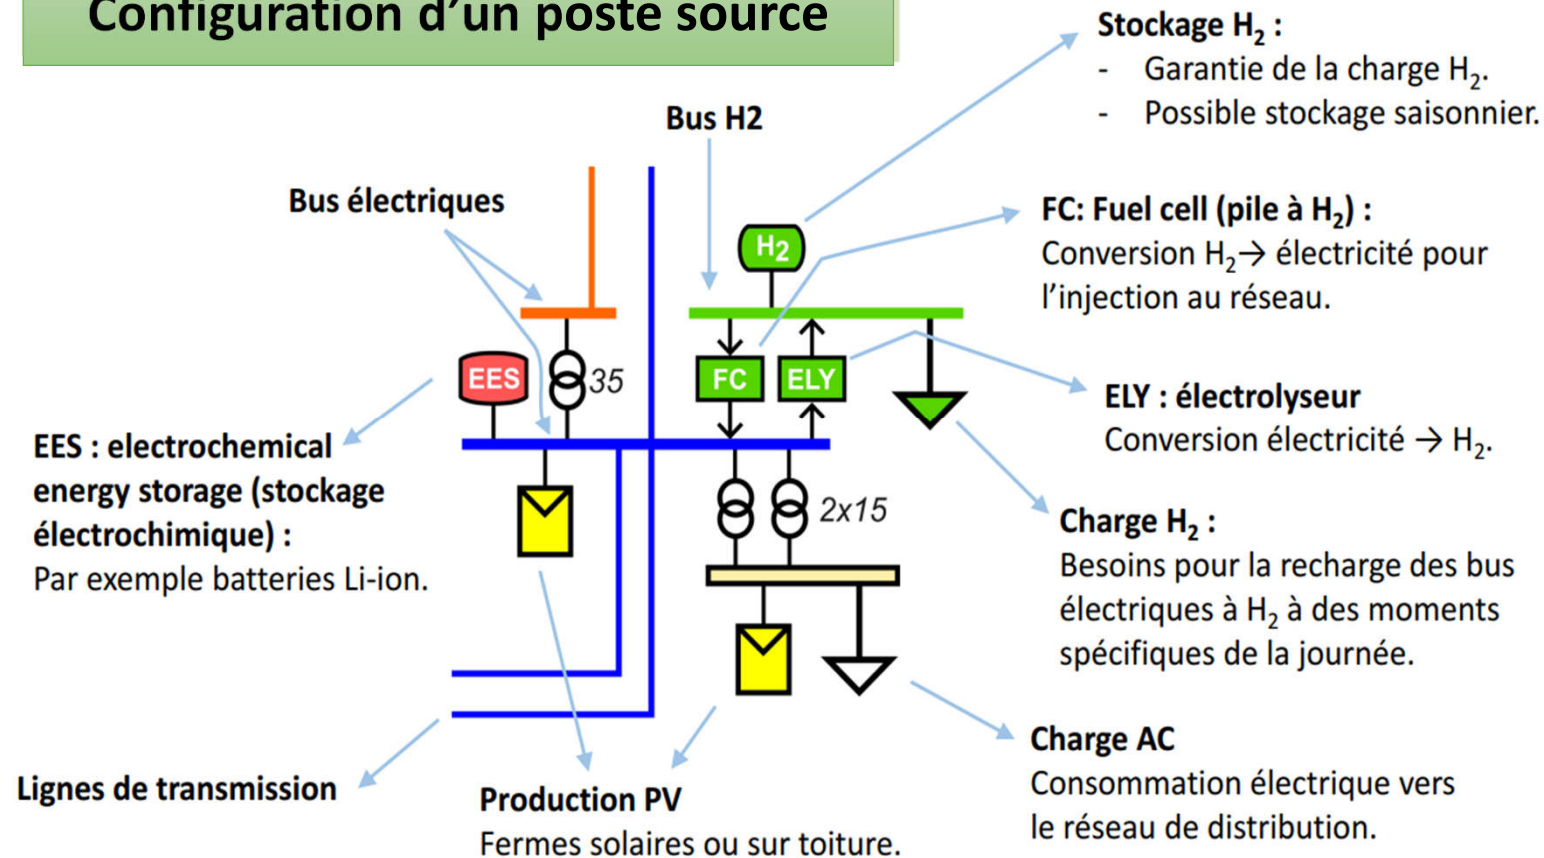 Configuration d'un poste source
Stockage H₂ :
- Garantie de la charge H₂.
- Possible stockage saisonnier.
Bus H2
Bus électriques
FC: Fuel cell (pile à H₂) :
Conversion H₂→ électricité pour
l'injection au réseau.
H₂
EES
35
FC
ELY
ELY : électrolyseur
Conversion électricité → H₂.
EES : electrochemical
energy storage (stockage
électrochimique) :
Par exemple batteries Li-ion.
2x15
Charge H₂ :
Besoins pour la recharge des bus
électriques à H₂ à des moments
spécifiques de la journée.
Lignes de transmission
Production PV
Fermes solaires ou sur toiture.
Charge AC
Consommation électrique vers
le réseau de distribution.